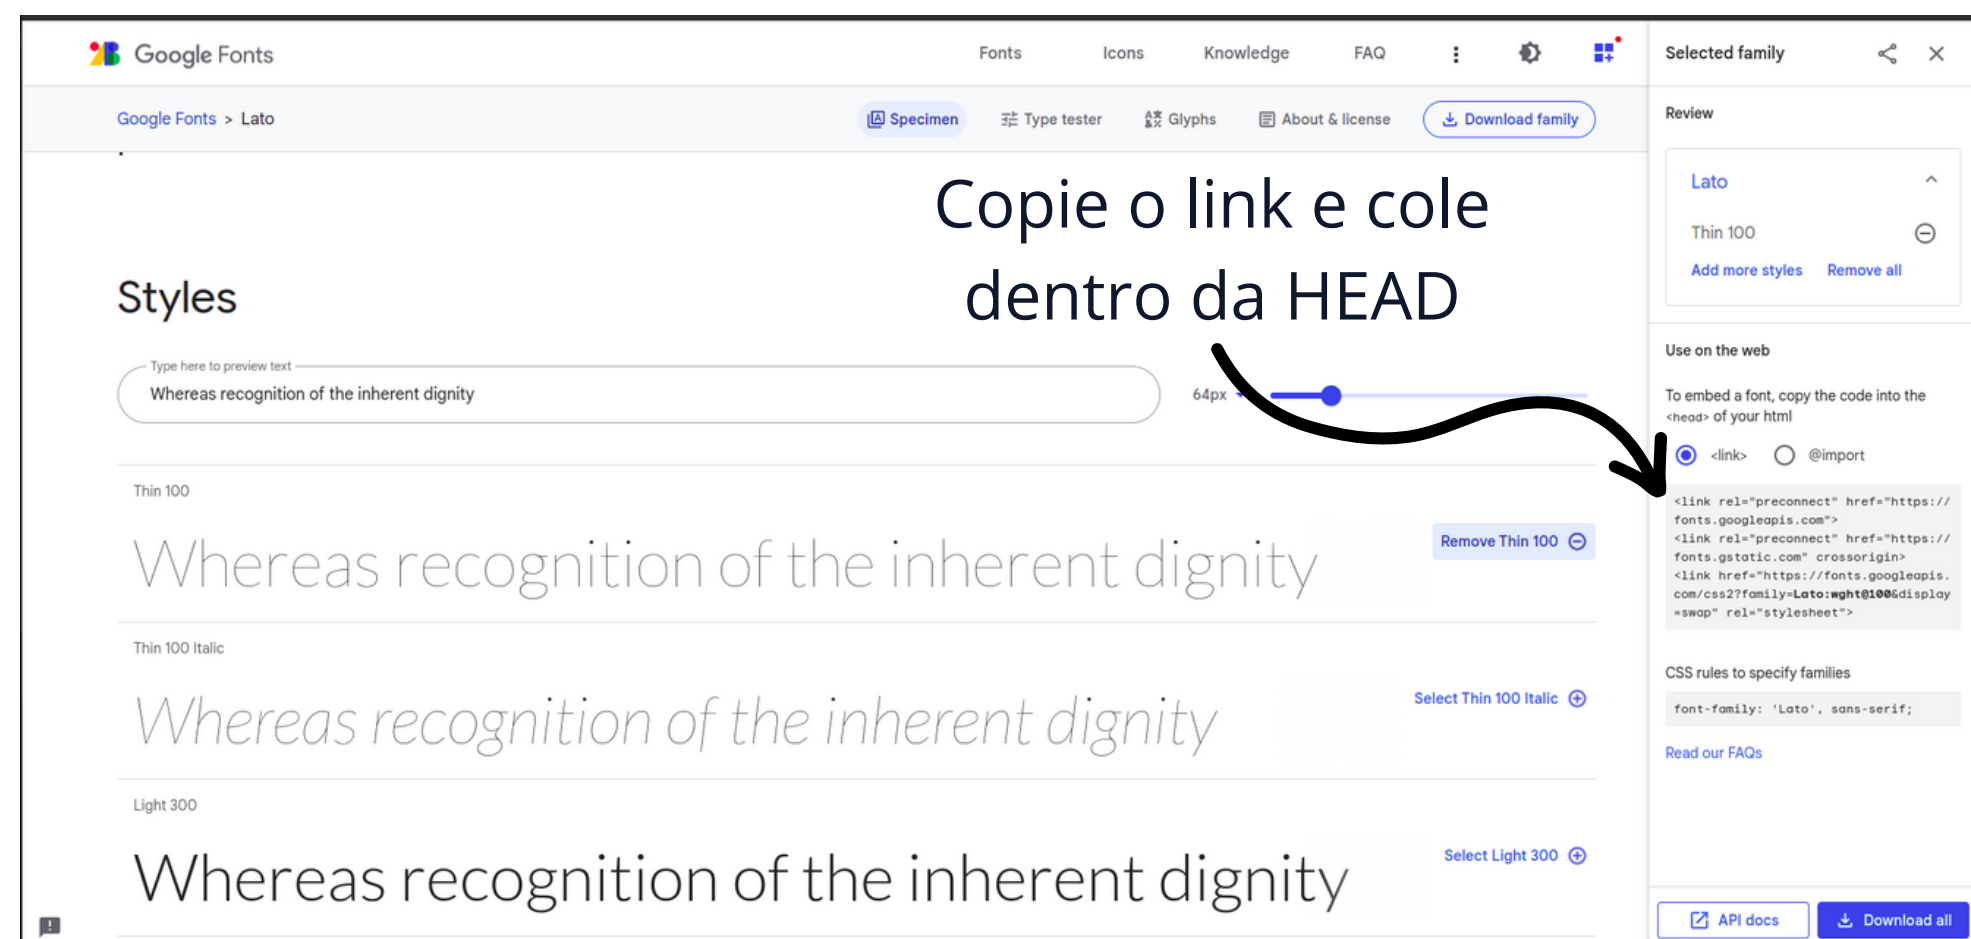 Google Fonts
Fonts
Icons
Knowledge
FAQ
Google Fonts > Lato
Specimen
Type tester
Glyphs
About & license
Download family
Copie o link e cole
dentro da HEAD
Styles
Type here to preview text
Whereas recognition of the inherent dignity
64px
Thin 100
Whereas recognition of the inherent dignity
Remove Thin 100
Thin 100 Italic
Whereas recognition of the inherent dignity
Select Thin 100 Italic
Light 300
Whereas recognition of the inherent dignity
Select Light 300
Selected family
Review
Lato
Thin 100
Add more styles
Remove all
Use on the web
To embed a font, copy the code into the
<head> of your html
<link>
@import
<link rel="preconnect" href="https://
fonts.googleapis.com">
<link rel="preconnect" href="https://
fonts.gstatic.com" crossorigin>
<link href="https://fonts.googleapis.
com/css2?family=Lato:wght@100&display
=swap" rel="stylesheet">
CSS rules to specify families
font-family: 'Lato', sans-serif;
Read our FAQs
API docs
Download all